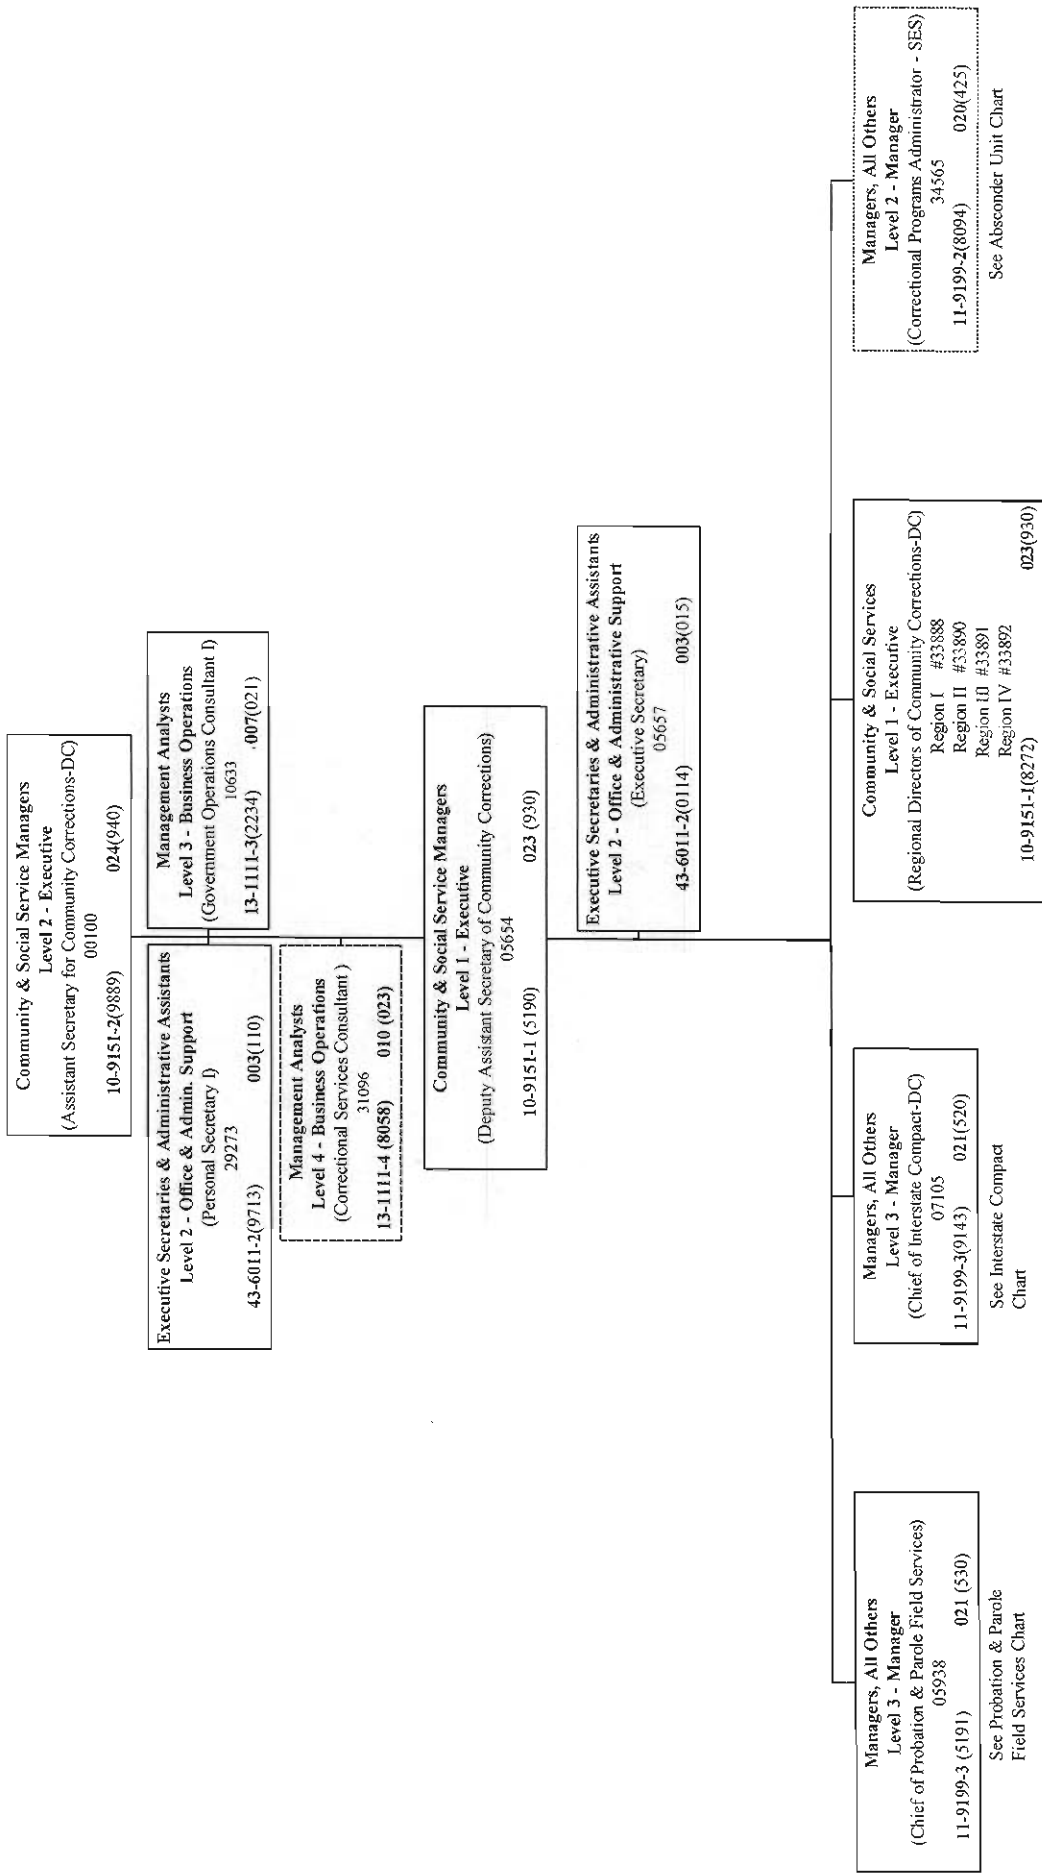 Community & Social Service Managers
Level 2 - Executive
(Assistant Secretary for Community Corrections-DC)
00100
10-9151-2(9889) 024(940)
Executive Secretaries & Administrative Assistants
Level 2 - Office & Admin. Support
(Personal Secretary I)
29273
43-6011-2(9713) 003(110)
Management Analysts
Level 3 - Business Operations
(Government Operations Consultant I)
10633
13-1111-3(2234) .007(021)
Management Analysts
Level 4 - Business Operations
(Correctional Services Consultant )
31096
13-1111-4 (8058) 010 (023)
Community & Social Service Managers
Level 1 - Executive
(Deputy Assistant Secretary of Community Corrections)
05654
10-9151-1 (5190) 023 (930)
Executive Secretaries & Administrative Assistants
Level 2 - Office & Administrative Support
(Executive Secretary)
05657
43-6011-2(0114) 003(015)
Managers, All Others
Level 3 - Manager
(Chief of Probation & Parole Field Services)
05938
11-9199-3 (5191) 021 (530)
See Probation & Parole
Field Services Chart
Managers, All Others
Level 3 - Manager
(Chief of Interstate Compact-DC)
07105
11-9199-3(9143) 021(520)
See Interstate Compact
Chart
Community & Social Services
Level 1 - Executive
(Regional Directors of Community Corrections-DC)
Region I #33888
Region II #33890
Region III #33891
Region IV #33892
10-9151-1(8272) 023(930)
Managers, All Others
Level 2 - Manager
(Correctional Programs Administrator - SES)
34565
11-9199-2(8094) 020(425)
See Absconder Unit Chart